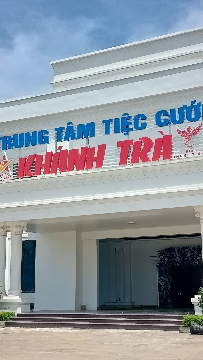 TRUNG TÂM TIỆC CƯỚI
KHÁNH TRÀ